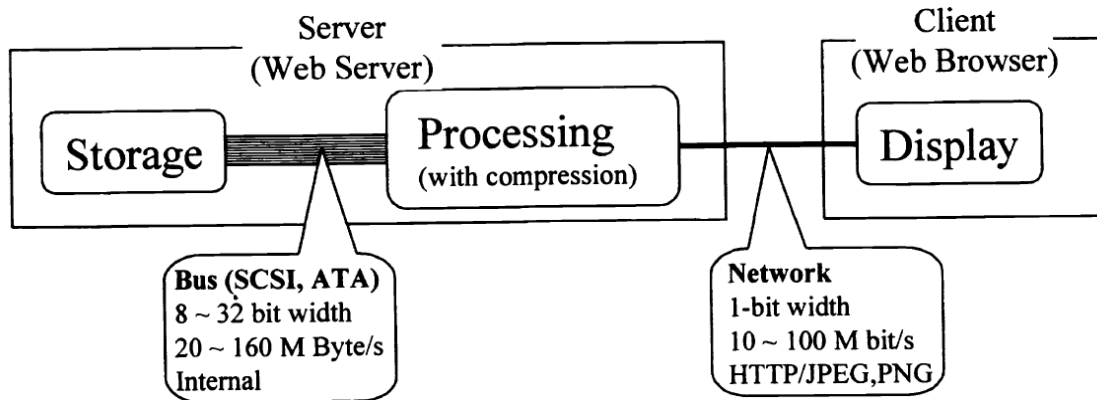 Server
(Web Server)
Client
(Web Browser)
Storage
Processing
(with compression)
Display
Bus (SCSI, ATA)
8 ~ 32 bit width
20 ~ 160 M Byte/s
Internal
Network
1-bit width
10 ~ 100 M bit/s
HTTP/JPEG,PNG